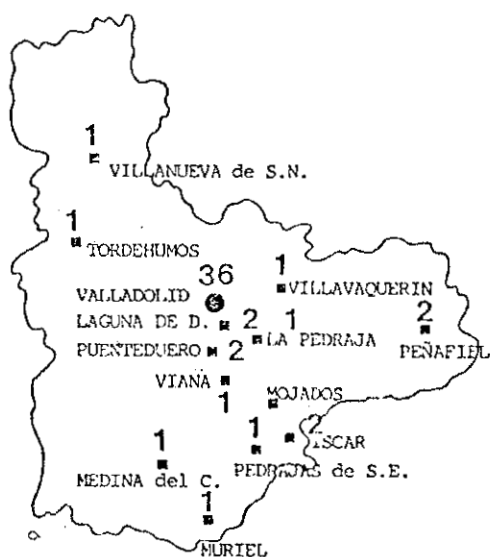 1
VILLANUEVA de S.N.
1
TORDEHUMOS
36
1
VALLADOLID
VILLAVAQUERIN
LAGUNA DE D.
2
1
2
LA PEDRAJA
PEÑAFIEL
PUENTEDUERO
2
VIANA
1
MOJADOS
2
ISCAR
1
1
PEDRAJAS de S.E.
MEDINA del C.
1
MURIEL